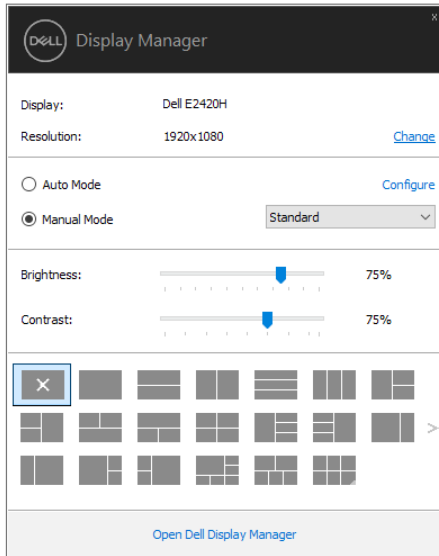 DELL Display Manager
Display: Dell E2420H
Resolution: 1920x1080 Change
Auto Mode Configure
Manual Mode Standard
Brightness: 75%
Contrast: 75%
Open Dell Display Manager